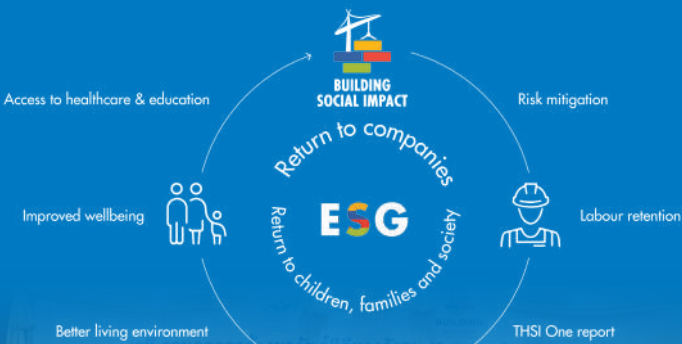 BUILDING
SOCIAL IMPACT
Access to healthcare & education
Risk mitigation
Return to companies
Improved wellbeing
ESG
Labour retention
Return to children, families and society
Better living environment
THSI One report